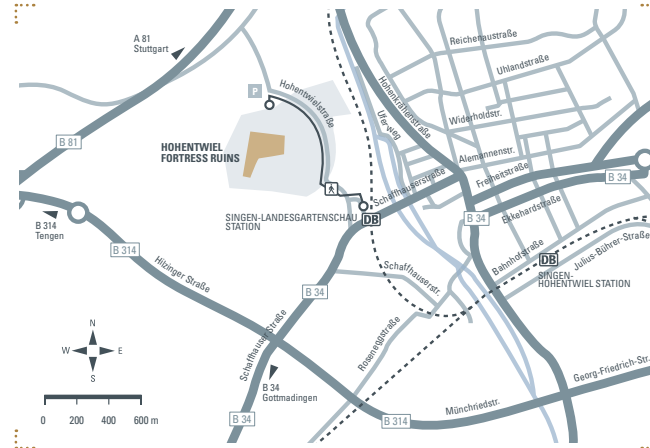 A 81
Stuttgart
Reichenaustraße
Uhlandstraße
P
Hohentwielstraße
Hohenkrähenstraße
Uferweg
Widerholdstr.
B 81
HOHENTWIEL
FORTRESS RUINS
Alemannenstr.
Freiheitstraße
B 34
Schaffhauserstraße
SINGEN-LANDESGARTENSCHAU
STATION
DB
B 34
Ekkehardstraße
B 314
Tengen
B 314
Hilzinger Straße
Schaffhauserstr.
Bahnhofstraße
DB
Julius-Bührer-Straße
SINGEN-
HOHENTWIEL STATION
B 34
Schaffhauser Straße
Roseneggstraße
N
W
E
S
B 34
Gottmadingen
Georg-Friedrich-Str.
Münchriedstr.
B 34
B 314
0 200 400 600 m